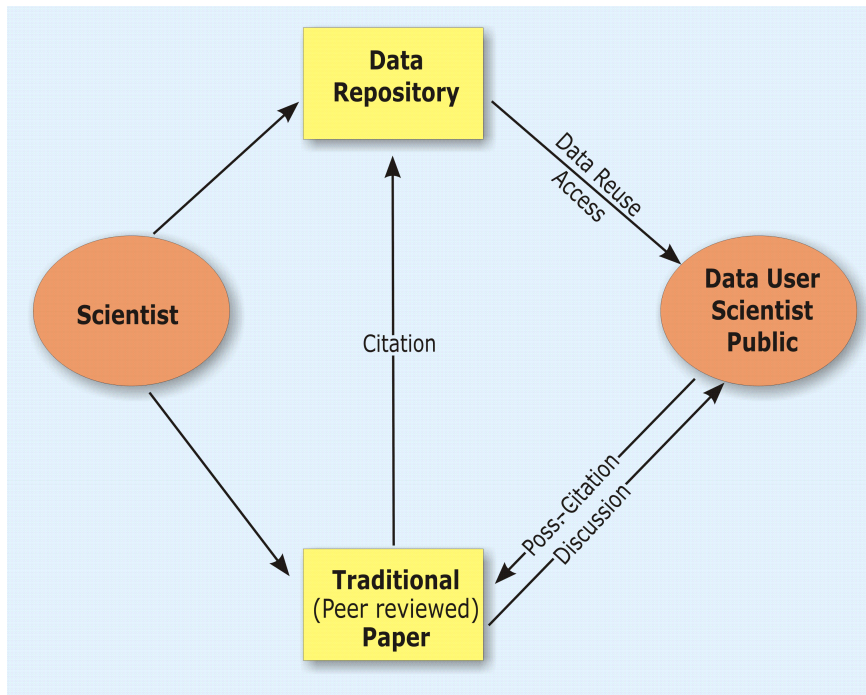 Data
Repository
Data Reuse
Access
Scientist
Data User
Scientist
Public
Citation
Poss.-Citation
Discussion
Traditional
(Peer reviewed)
Paper